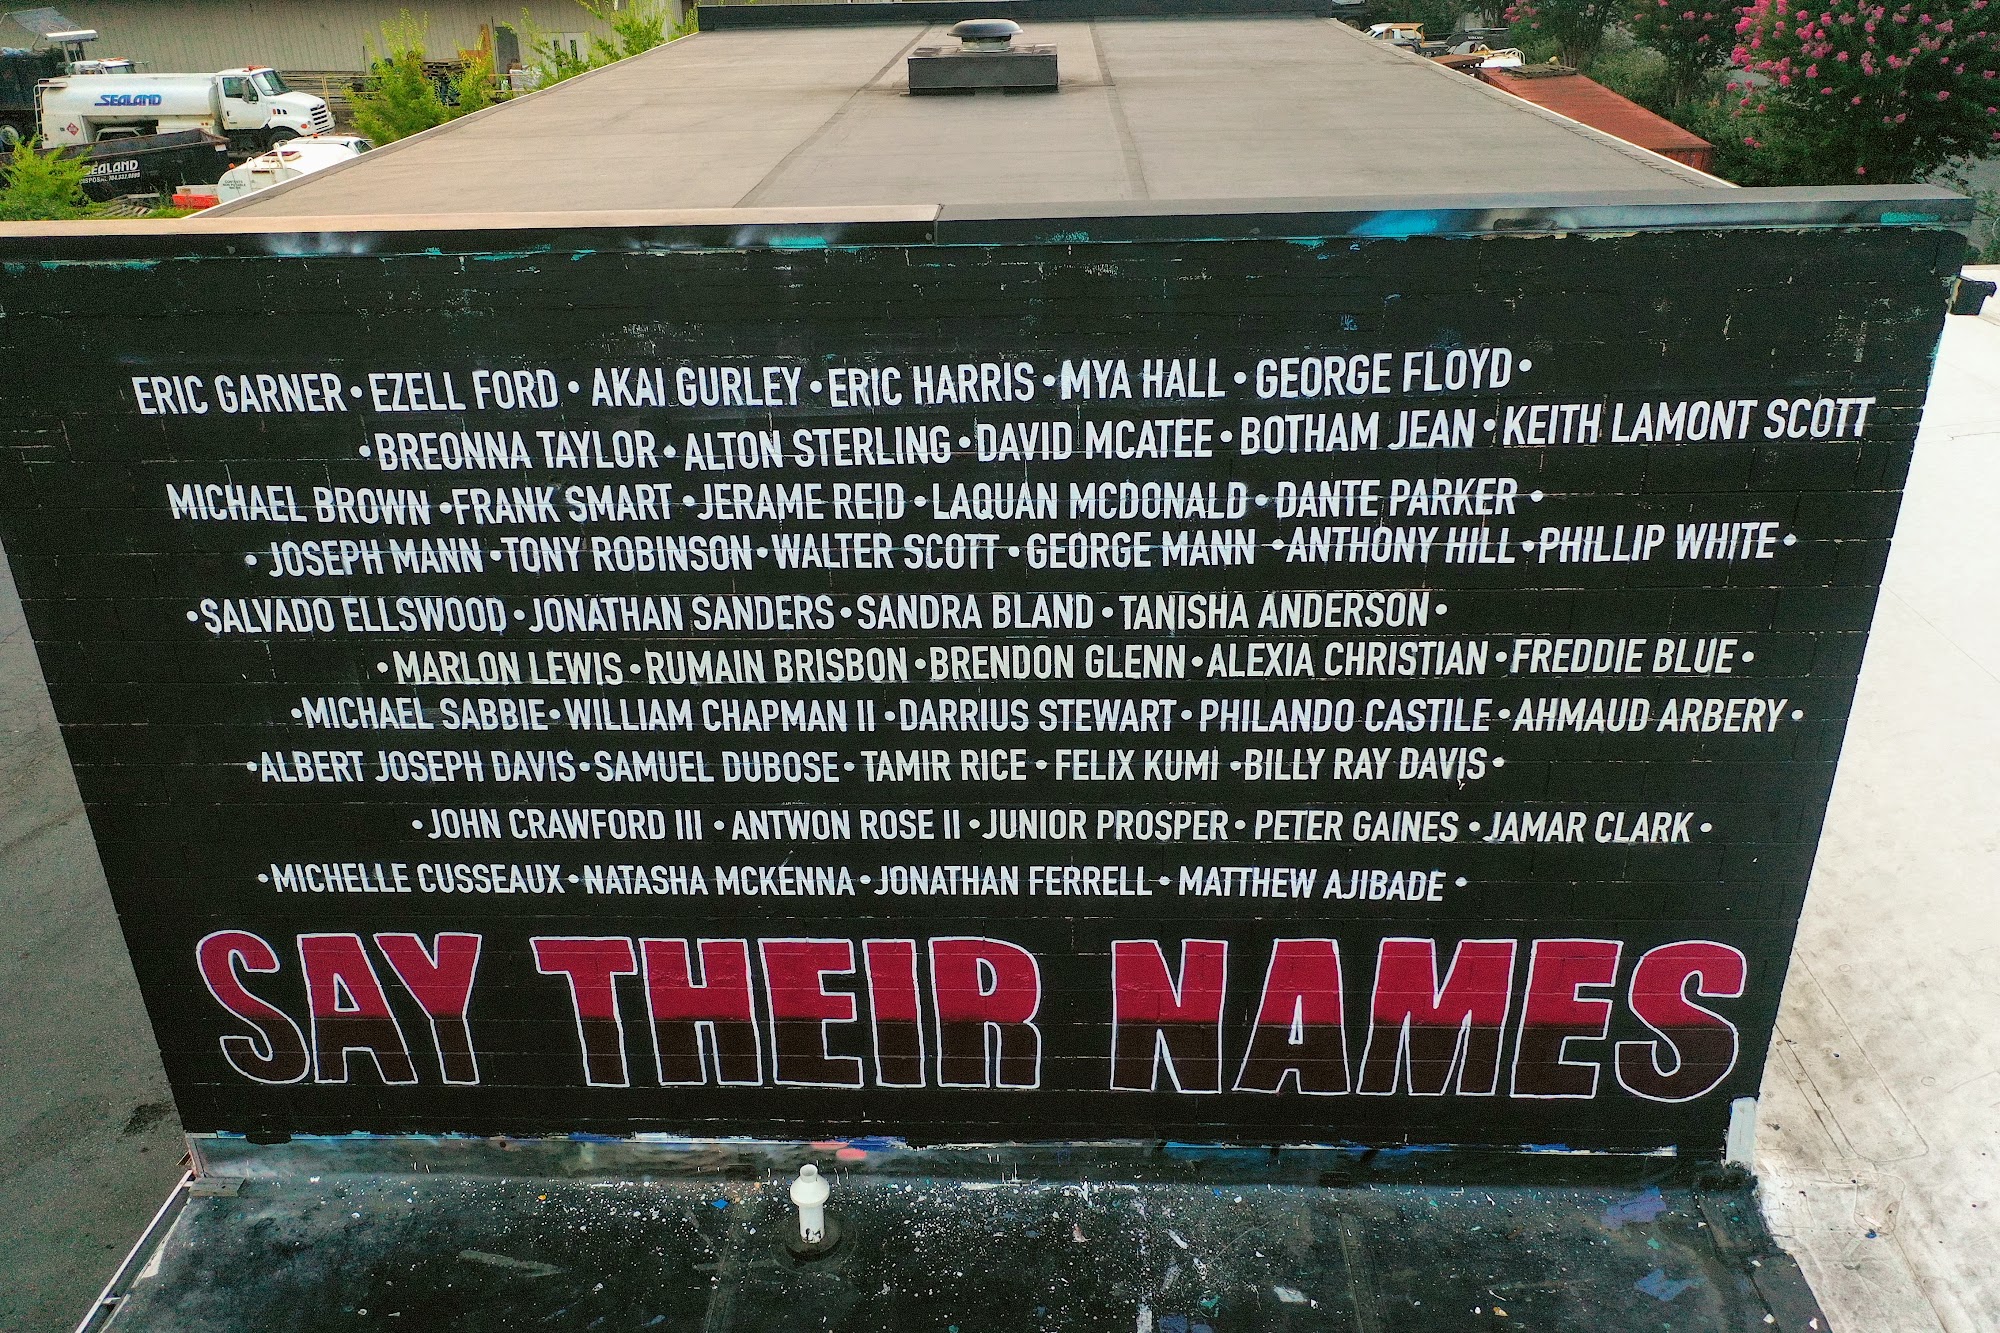 SEALAND
SEALAND
ERIC GARNER • EZELL FORD • AKAI GURLEY • ERIC HARRIS • MYA HALL • GEORGE FLOYD •
• BREONNA TAYLOR • ALTON STERLING • DAVID MCATEE • BOTHAM JEAN • KEITH LAMONT SCOTT
MICHAEL BROWN • FRANK SMART • JERAME REID • LAQUAN MCDONALD • DANTE PARKER •
• JOSEPH MANN • TONY ROBINSON • WALTER SCOTT • GEORGE MANN • ANTHONY HILL • PHILLIP WHITE •
• SALVADO ELLSWOOD • JONATHAN SANDERS • SANDRA BLAND • TANISHA ANDERSON •
• MARLON LEWIS • RUMAIN BRISBON • BRENDON GLENN • ALEXIA CHRISTIAN • FREDDIE BLUE •
• MICHAEL SABBIE • WILLIAM CHAPMAN II • DARRIUS STEWART • PHILANDO CASTILE • AHMAUD ARBERY •
• ALBERT JOSEPH DAVIS • SAMUEL DUBOSE • TAMIR RICE • FELIX KUMI • BILLY RAY DAVIS •
• JOHN CRAWFORD III • ANTWON ROSE II • JUNIOR PROSPER • PETER GAINES • JAMAR CLARK •
• MICHELLE CUSSEAUX • NATASHA MCKENNA • JONATHAN FERRELL • MATTHEW AJIBADE •
SAY THEIR NAMES